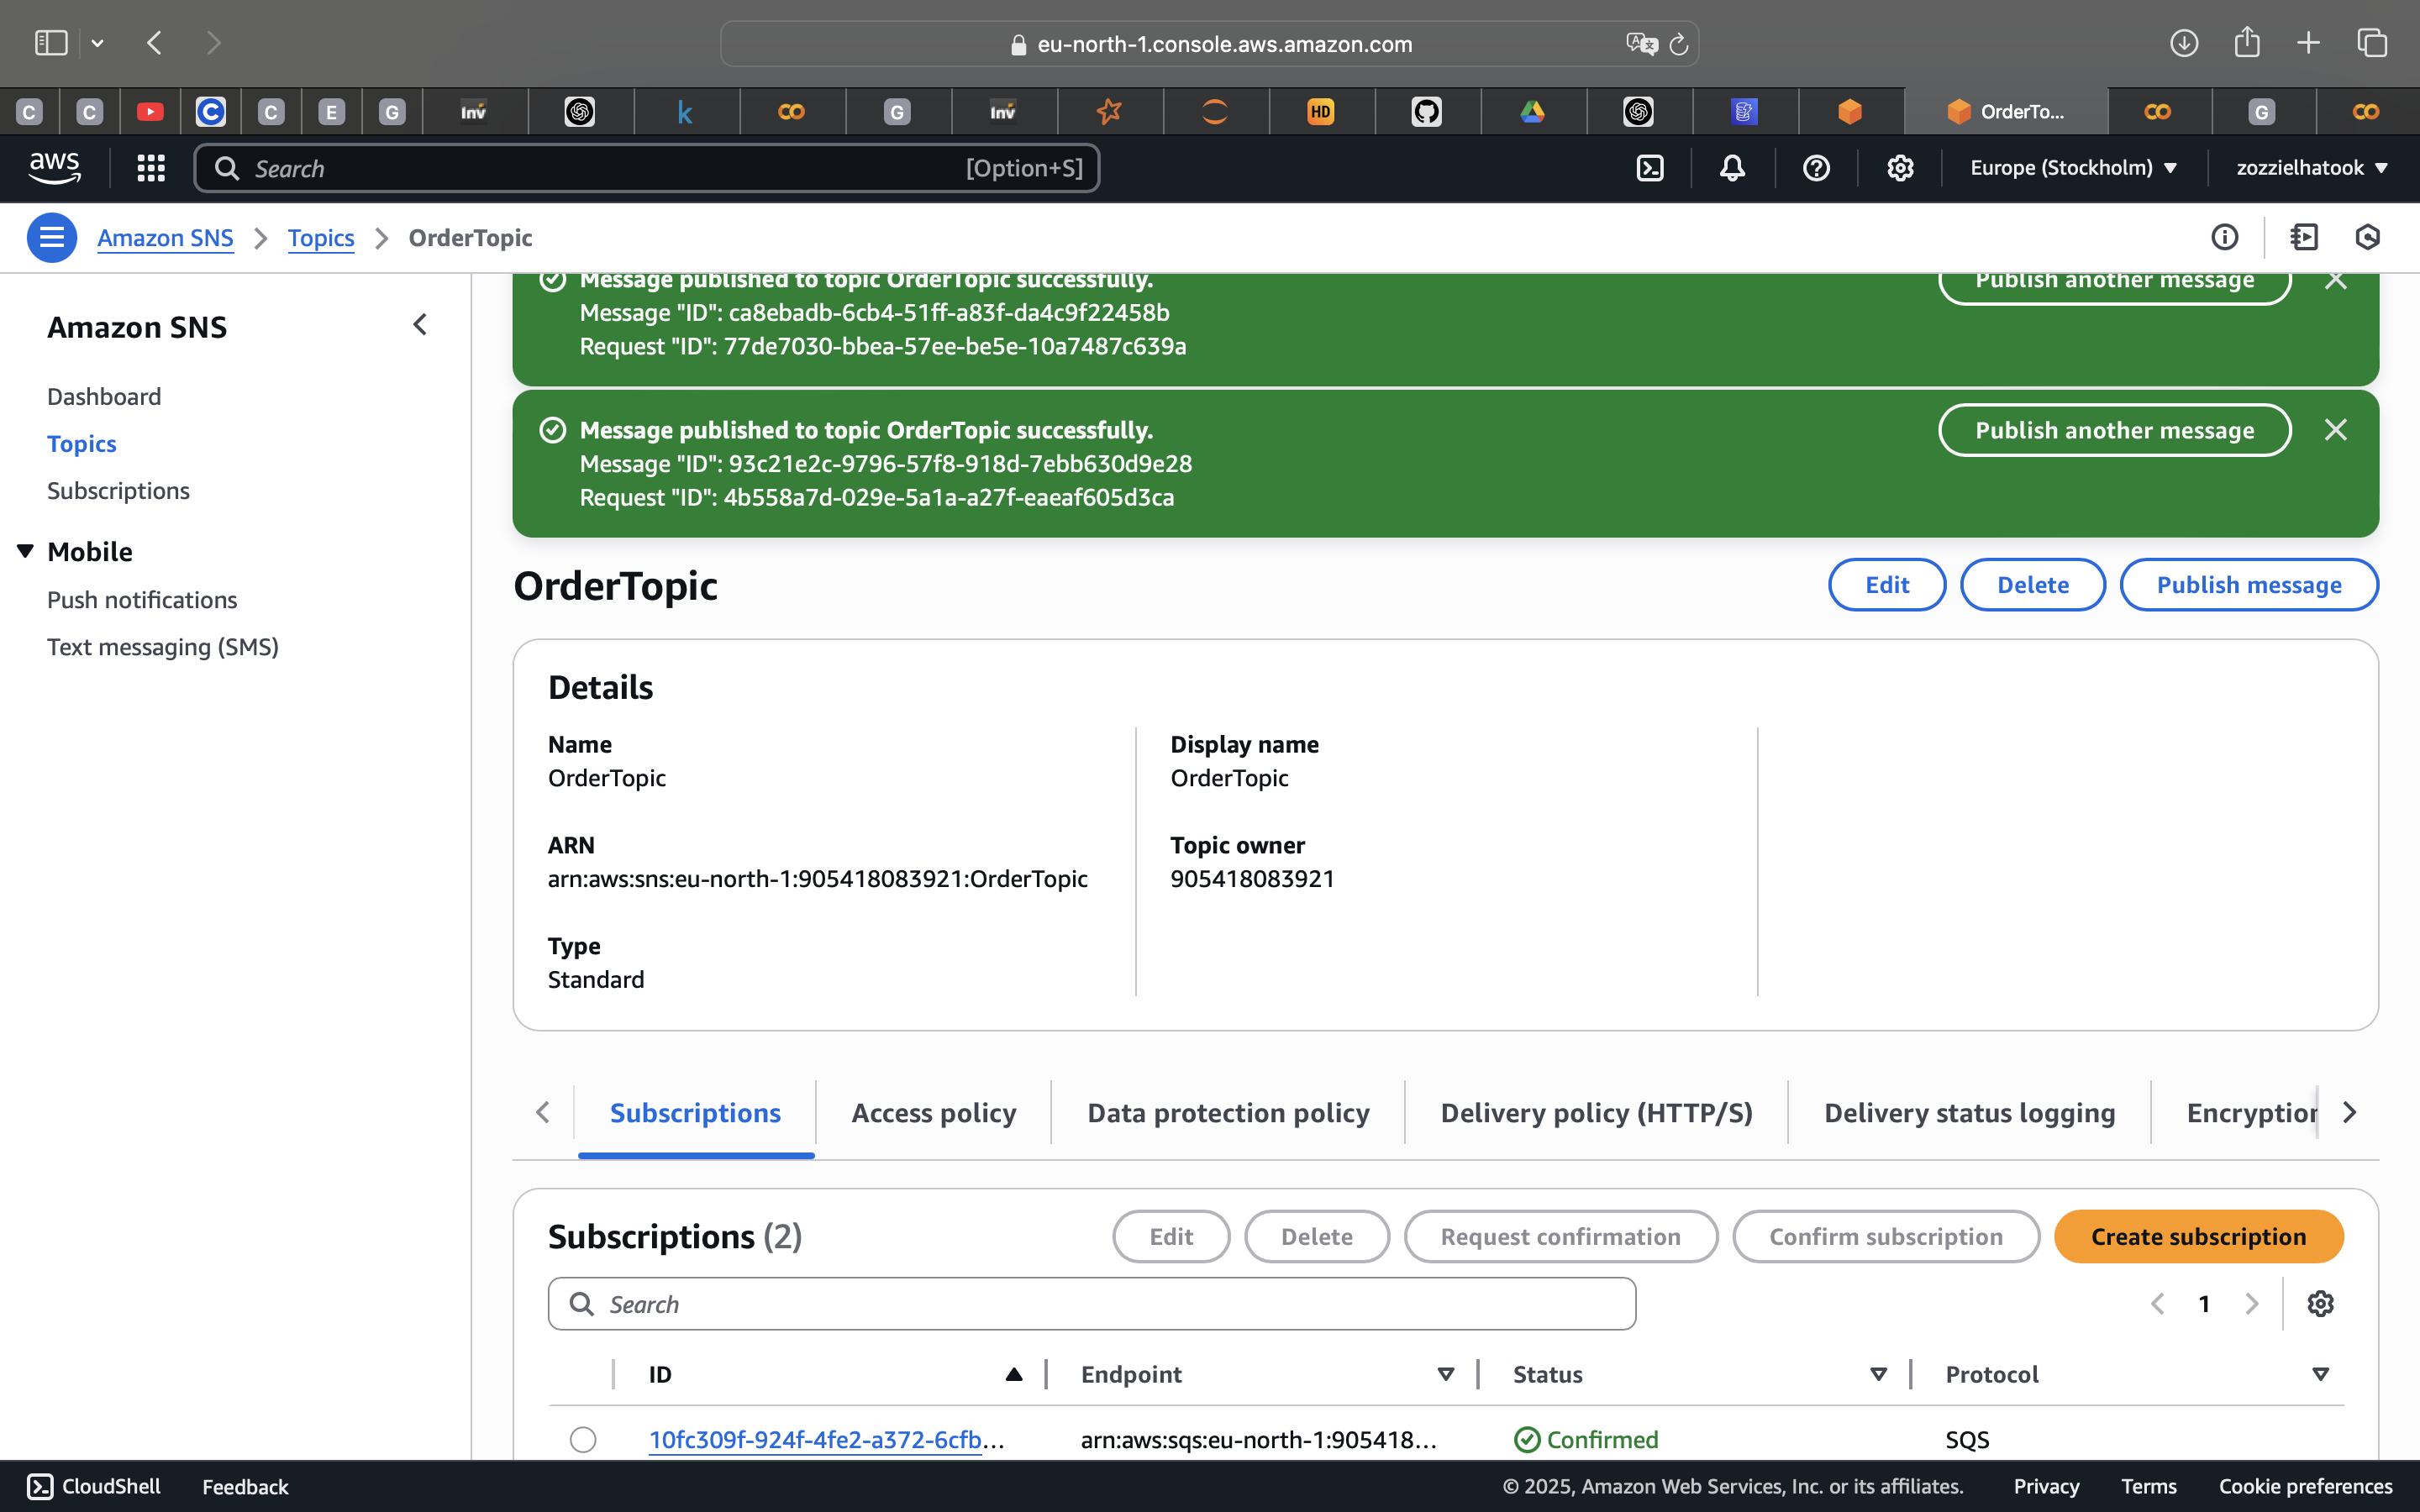 eu-north-1.console.aws.amazon.com
C C C E G Inv k G Inv HD OrderTo... G
aws Search [Option+S] Europe (Stockholm) zozzielhatook
Amazon SNS Topics OrderTopic
Amazon SNS
Dashboard
Topics
Subscriptions
Mobile
Push notifications
Text messaging (SMS)
Message published to topic OrderTopic successfully. Publish another message
Message "ID": ca8ebadb-6cb4-51ff-a83f-da4c9f22458b
Request "ID": 77de7030-bbea-57ee-be5e-10a7487c639a
Message published to topic OrderTopic successfully. Publish another message
Message "ID": 93c21e2c-9796-57f8-918d-7ebb630d9e28
Request "ID": 4b558a7d-029e-5a1a-a27f-eaeaf605d3ca
OrderTopic Edit Delete Publish message
Details
Name
OrderTopic
ARN
arn:aws:sns:eu-north-1:905418083921:OrderTopic
Type
Standard
Display name
OrderTopic
Topic owner
905418083921
Subscriptions Access policy Data protection policy Delivery policy (HTTP/S) Delivery status logging Encryption
Subscriptions (2) Edit Delete Request confirmation Confirm subscription Create subscription
Search 1
ID Endpoint Status Protocol
10fc309f-924f-4fe2-a372-6cfb... arn:aws:sqs:eu-north-1:905418... Confirmed SQS
CloudShell Feedback © 2025, Amazon Web Services, Inc. or its affiliates. Privacy Terms Cookie preferences